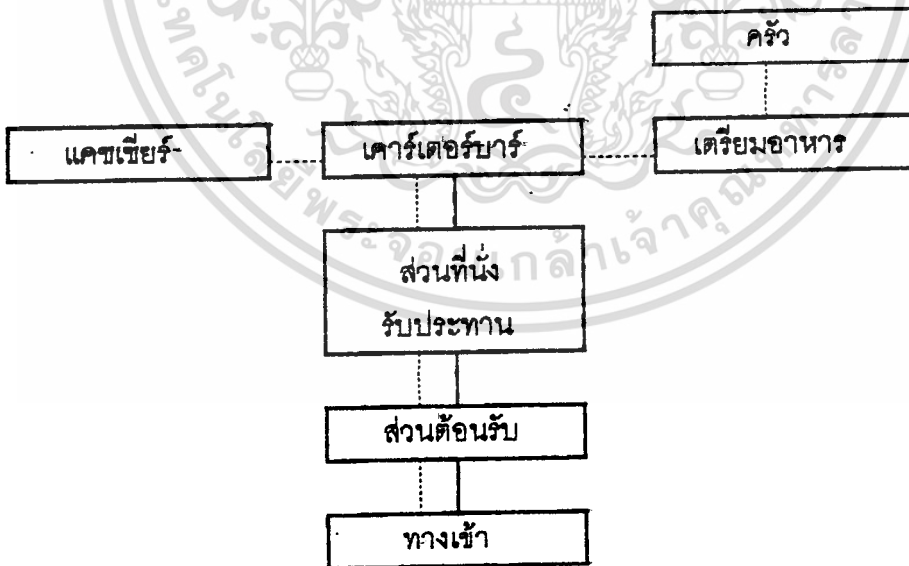 ครัว
แคชเชียร์-
เคาร์เตอร์บาร์
เตรียมอาหาร
ส่วนที่นั่ง
รับประทาน
ส่วนต้อนรับ
ทางเข้า